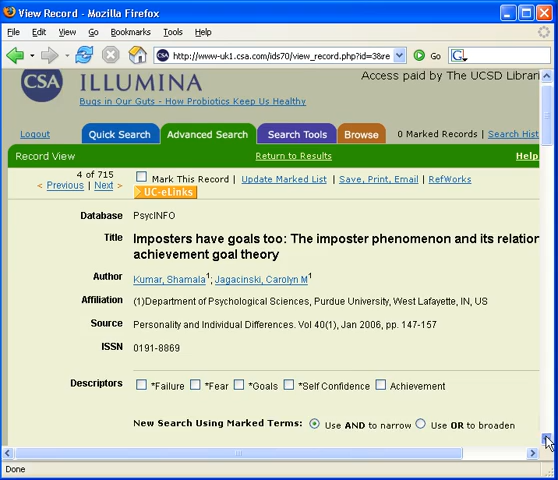 View Record - Mozilla Firefox
File Edit View Go Bookmarks Tools Help
http://www-uk1.csa.com/ids70/view_record.php?id=3&re Go G
CSA ILLUMINA Access paid by The UCSD Librar
Bugs in Our Guts - How Probiotics Keep Us Healthy
Logout Quick Search Advanced Search Search Tools Browse 0 Marked Records | Search Hist
Record View Return to Results Help
4 of 715 Mark This Record | Update Marked List | Save, Print, Email | RefWorks
< Previous | Next > UC-eLinks
Database PsycINFO
Title Imposters have goals too: The imposter phenomenon and its relation
achievement goal theory
Author Kumar, Shamala1; Jagacinski, Carolyn M1
Affiliation (1)Department of Psychological Sciences, Purdue University, West Lafayette, IN, US
Source Personality and Individual Differences. Vol 40(1), Jan 2006, pp. 147-157
ISSN 0191-8869
Descriptors *Failure *Fear *Goals *Self Confidence Achievement
New Search Using Marked Terms: Use AND to narrow Use OR to broaden
Done